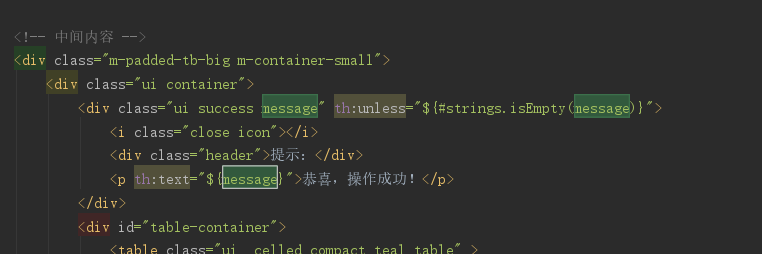 <!-- 中间内容 -->
<div class="m-padded-tb-big m-container-small">
<div class="ui container">
<div class="ui success message" th:unless="${#strings.isEmpty(message)}">
<i class="close icon"></i>
<div class="header">提示：</div>
<p th:text="${message}">恭喜，操作成功！</p>
</div>
<div id="table-container">
<table class="ui  celled compact teal table" >